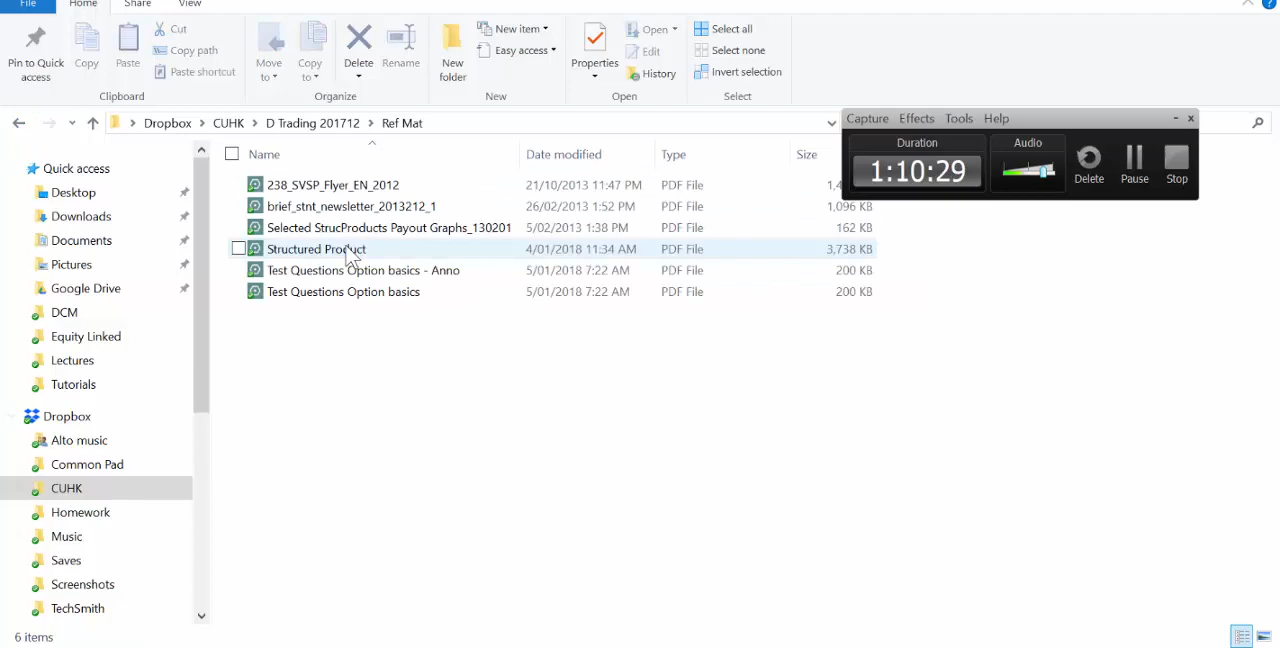 File Home Share View
Cut
Copy path
Paste shortcut
Pin to Quick access
Copy
Paste
Clipboard
Move to
Copy to
Delete
Rename
Organize
New folder
New item
Easy access
New
Properties
Open
Edit
History
Open
Select all
Select none
Invert selection
Select
Dropbox > CUHK > D Trading 201712 > Ref Mat
Capture Effects Tools Help
Duration
1:10:29
Audio
Delete
Pause
Stop
Quick access
Desktop
Downloads
Documents
Pictures
Google Drive
DCM
Equity Linked
Lectures
Tutorials
Dropbox
Alto music
Common Pad
CUHK
Homework
Music
Saves
Screenshots
TechSmith
Name Date modified Type Size
238_SVSP_Flyer_EN_2012 21/10/2013 11:47 PM PDF File
brief_stnt_newsletter_2013212_1 26/02/2013 1:52 PM PDF File 1,096 KB
Selected StrucProducts Payout Graphs_130201 5/02/2013 1:38 PM PDF File 162 KB
Structured Product 4/01/2018 11:34 AM PDF File 3,738 KB
Test Questions Option basics - Anno 5/01/2018 7:22 AM PDF File 200 KB
Test Questions Option basics 5/01/2018 7:22 AM PDF File 200 KB
6 items